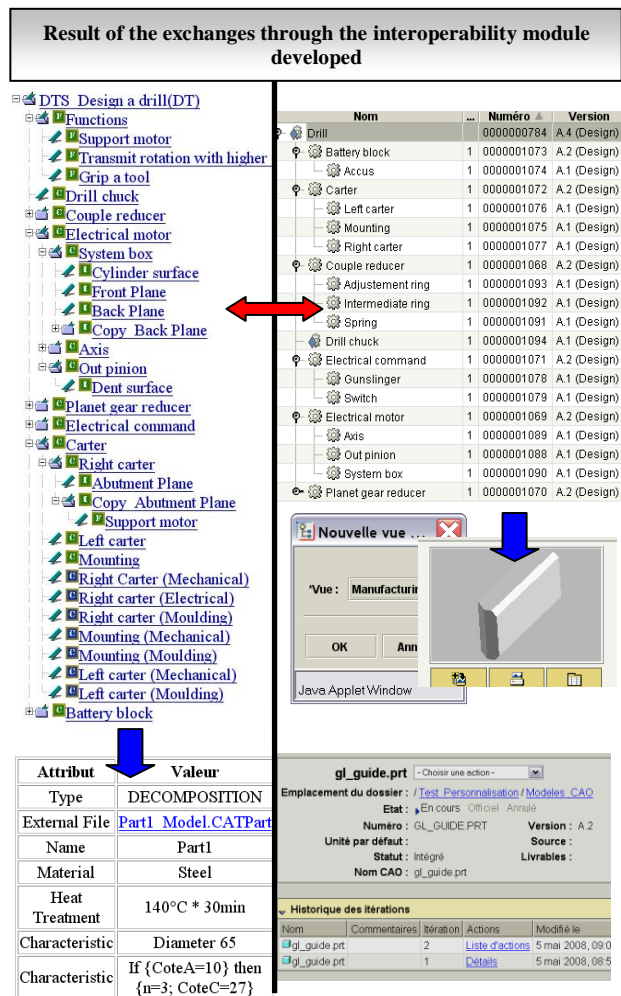 Result of the exchanges through the interoperability module
developed
DTS Design a drill(DT)
Functions
Support motor
Transmit rotation with higher
Grip a tool
Drill chuck
Couple reducer
Electrical motor
System box
Cylinder surface
Front Plane
Back Plane
Copy Back Plane
Axis
Out pinion
Dent surface
Planet gear reducer
Electrical command
Carter
Right carter
Abutment Plane
Copy Abutment Plane
Support motor
Left carter
Mounting
Right Carter (Mechanical)
Right carter (Electrical)
Right carter (Moulding)
Mounting (Mechanical)
Mounting (Moulding)
Left carter (Mechanical)
Left carter (Moulding)
Battery block
Nom ... Numéro Version
Drill 0000000784 A.4 (Design)
Battery block 1 0000001073 A.2 (Design)
Accus 1 0000001074 A.1 (Design)
Carter 1 0000001072 A.2 (Design)
Left carter 1 0000001076 A.1 (Design)
Mounting 1 0000001075 A.1 (Design)
Right carter 1 0000001077 A.1 (Design)
Couple reducer 1 0000001068 A.2 (Design)
Adjustement ring 1 0000001093 A.1 (Design)
Intermediate ring 1 0000001092 A.1 (Design)
Spring 1 0000001091 A.1 (Design)
Drill chuck 1 0000001094 A.1 (Design)
Electrical command 1 0000001071 A.2 (Design)
Gunslinger 1 0000001078 A.1 (Design)
Switch 1 0000001079 A.1 (Design)
Electrical motor 1 0000001069 A.2 (Design)
Axis 1 0000001089 A.1 (Design)
Out pinion 1 0000001088 A.1 (Design)
System box 1 0000001090 A.1 (Design)
Planet gear reducer 1 0000001070 A.2 (Design)
Nouvelle vue ...
*Vue : Manufacturin
OK Ann
Java Applet Window
Attribut Valeur
Type DECOMPOSITION
External File Part1_Model.CATPart
Name Part1
Material Steel
Heat
Treatment 140°C * 30min
Characteristic Diameter 65
Characteristic If {CoteA=10} then
{n=3; CoteC=27}
gl_guide.prt - Choisir une action -
Emplacement du dossier : / Test_Personnalisation / Modeles_CAO
Etat : En cours Officiel Annulé
Numéro : GL_GUIDE.PRT Version : A.2
Unité par défaut : Source :
Statut : Intégré Livrables :
Nom CAO : gl_guide.prt
Historique des itérations
Nom Commentaires Itération Actions Modifié le
gl_guide.prt 2 Liste d'actions 5 mai 2008, 09:0
gl_guide.prt 1 Détails 5 mai 2008, 08:5